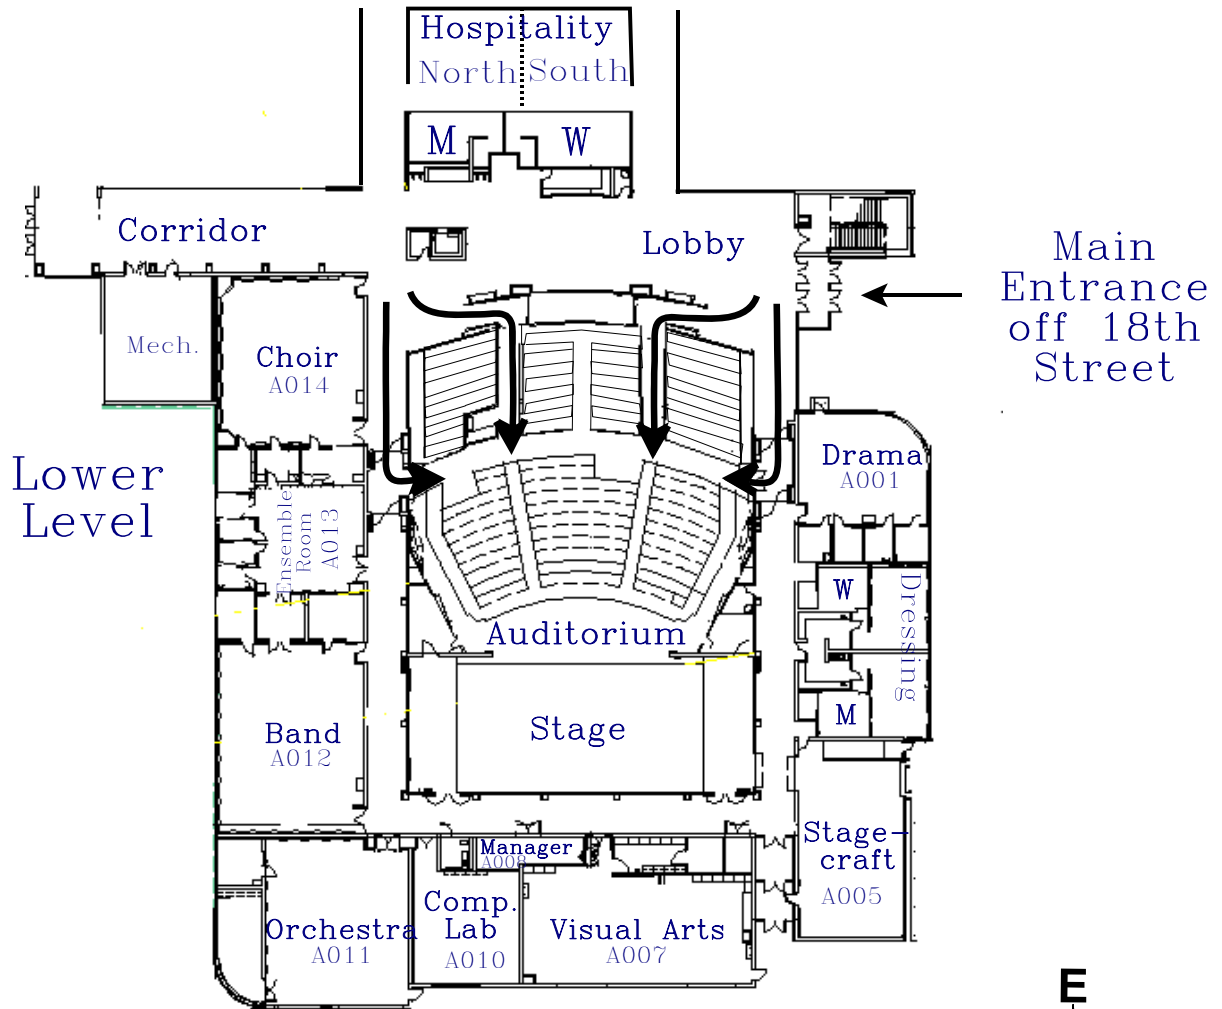 Hospitality
North South
M W
Corridor
Lobby
Main
Entrance
off 18th
Street
Mech.
Choir
A014
Lower
Level
Drama
A001
Ensemble
Room
A013
W
Dressing
Auditorium
M
Stage
Band
A012
Stage-
craft
A005
Manager
A008
Comp.
Lab
A010
Orchestra
A011
Visual Arts
A007
E